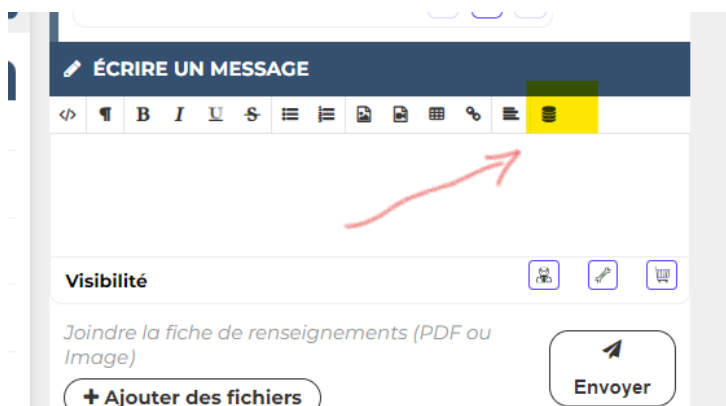 ÉCRIRE UN MESSAGE
</> ¶ B I U S
Visibilité
Joindre la fiche de renseignements (PDF ou
Image)
+ Ajouter des fichiers
Envoyer